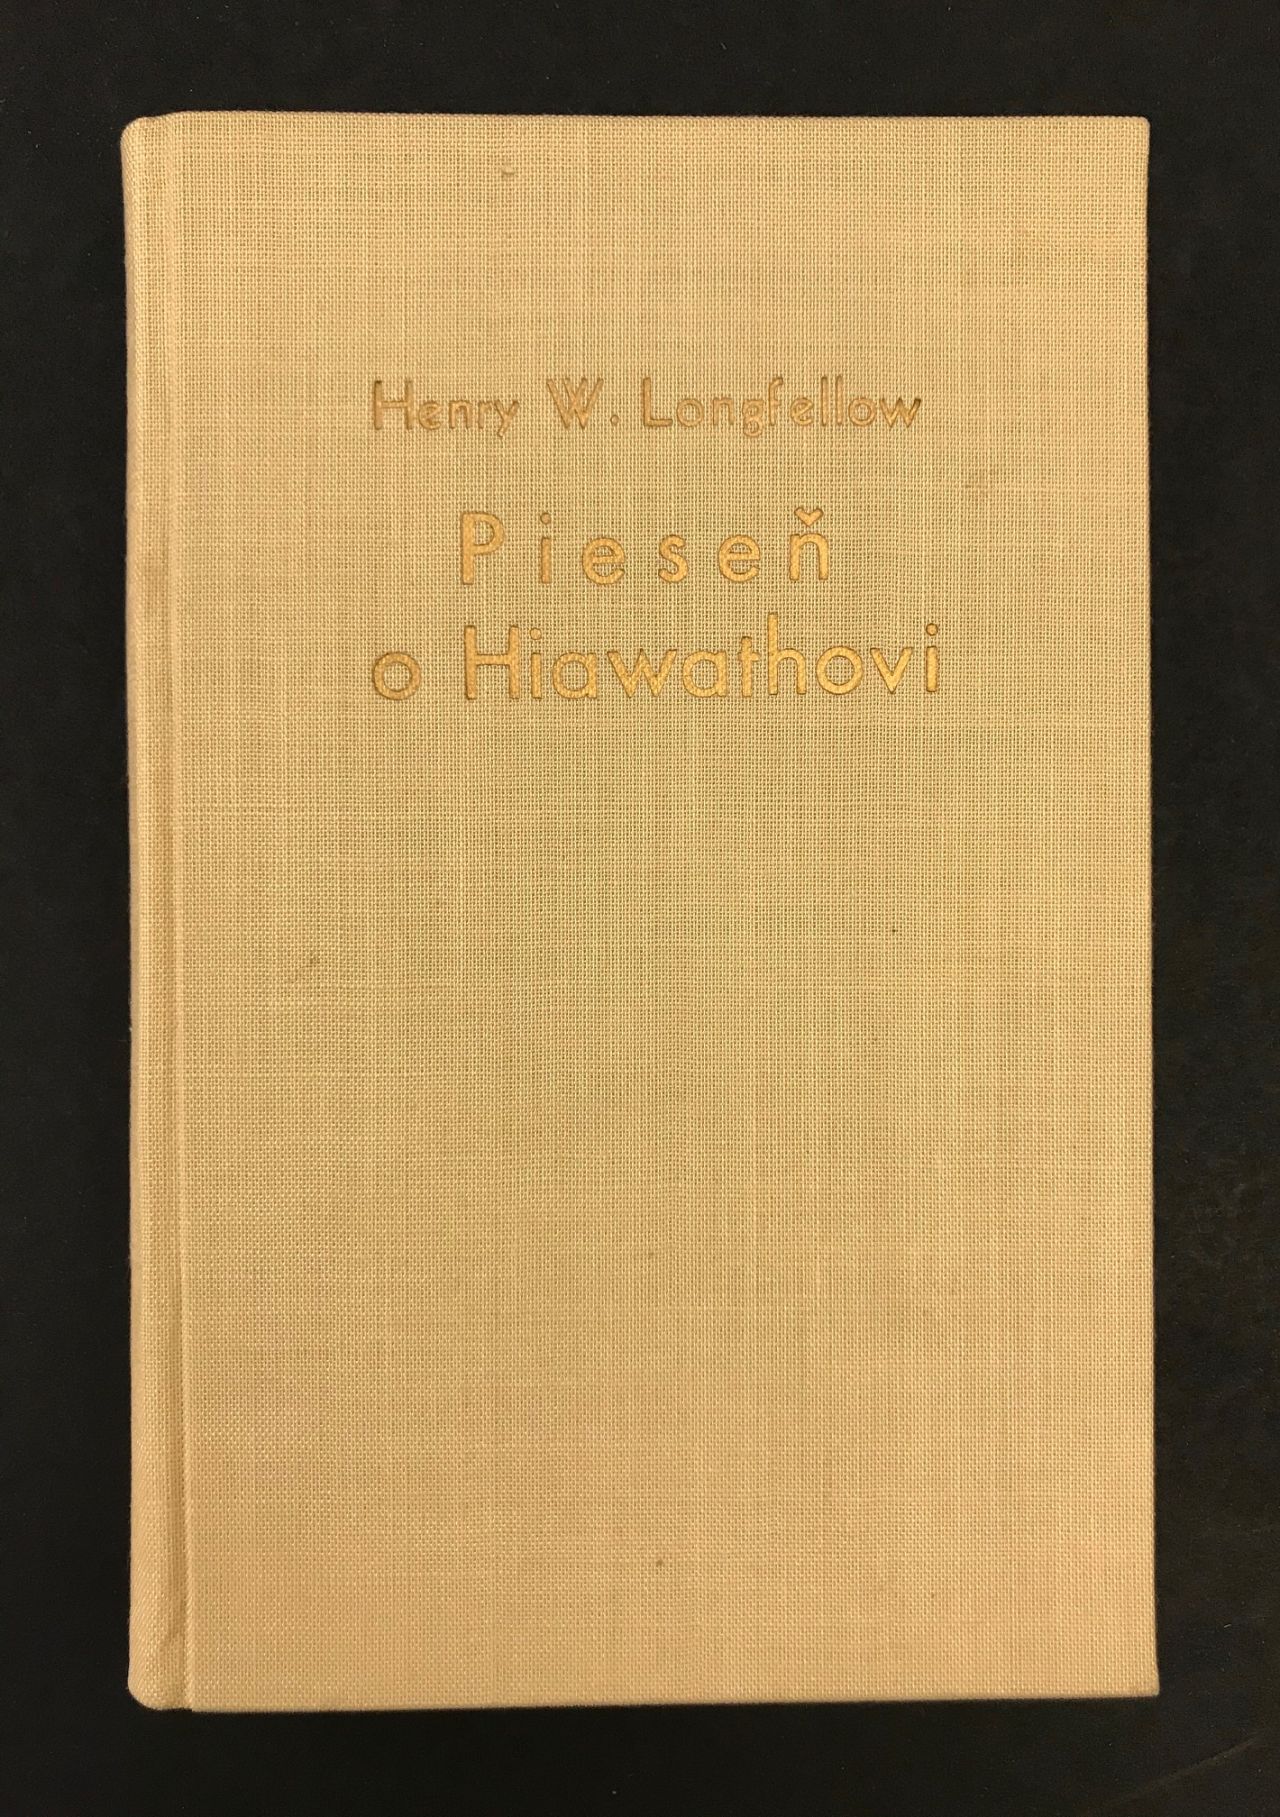 Henry W. Longfellow
Pieseň
o Hiawathovi